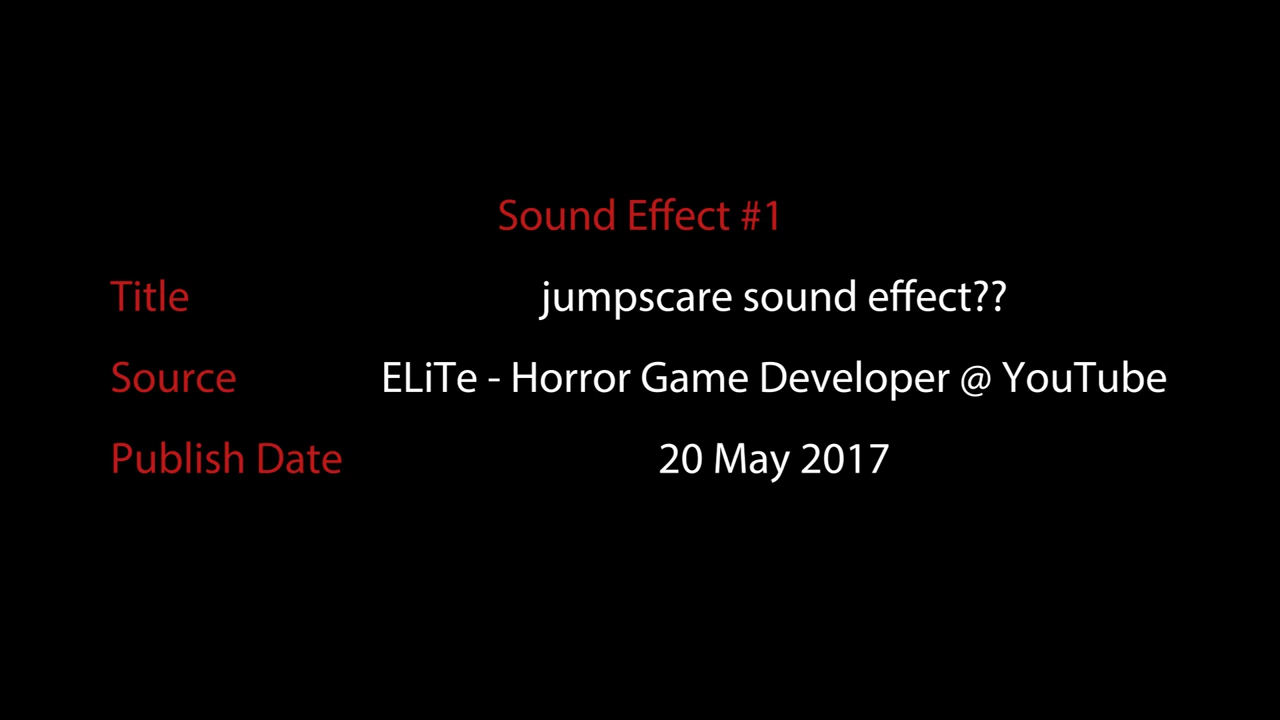 Sound Effect #1
Title jumpscare sound effect??
Source ELiTe - Horror Game Developer @ YouTube
Publish Date 20 May 2017